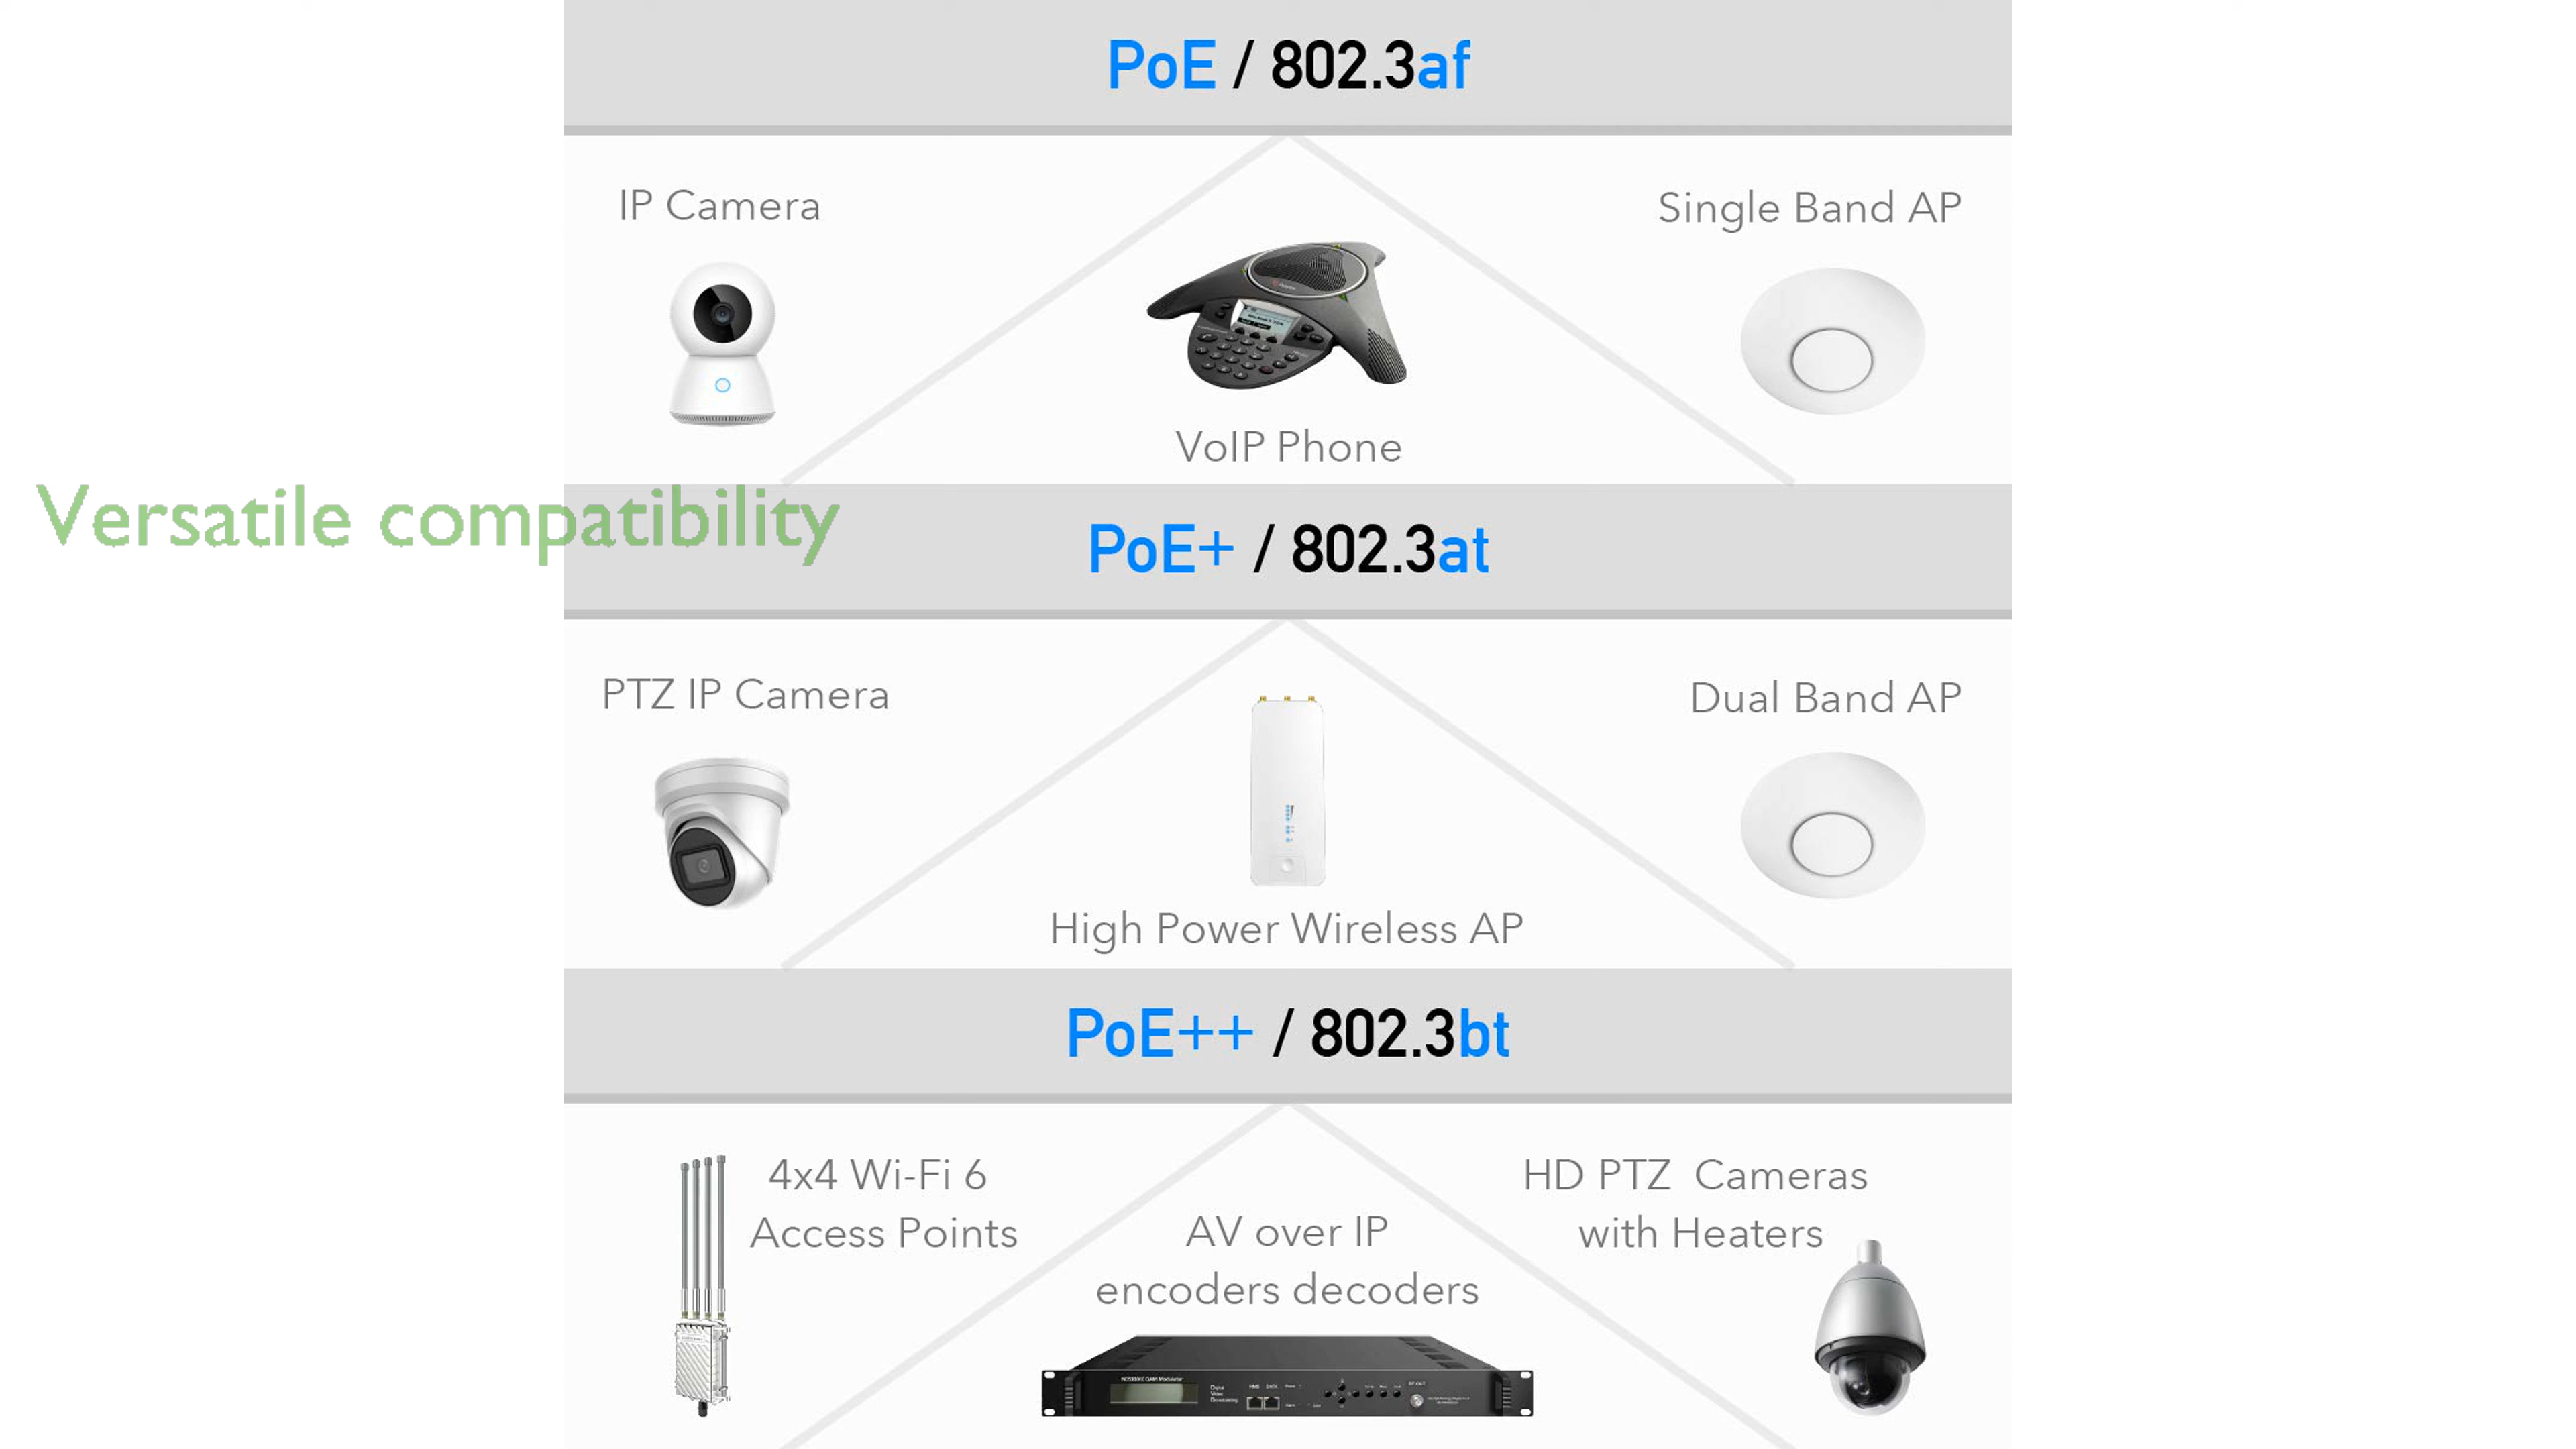 PoE / 802.3af
IP Camera
Single Band AP
VoIP Phone
Versatile compatibility
PoE+ / 802.3at
PTZ IP Camera
Dual Band AP
High Power Wireless AP
PoE++ / 802.3bt
4x4 Wi-Fi 6
Access Points
HD PTZ Cameras
with Heaters
AV over IP
encoders decoders